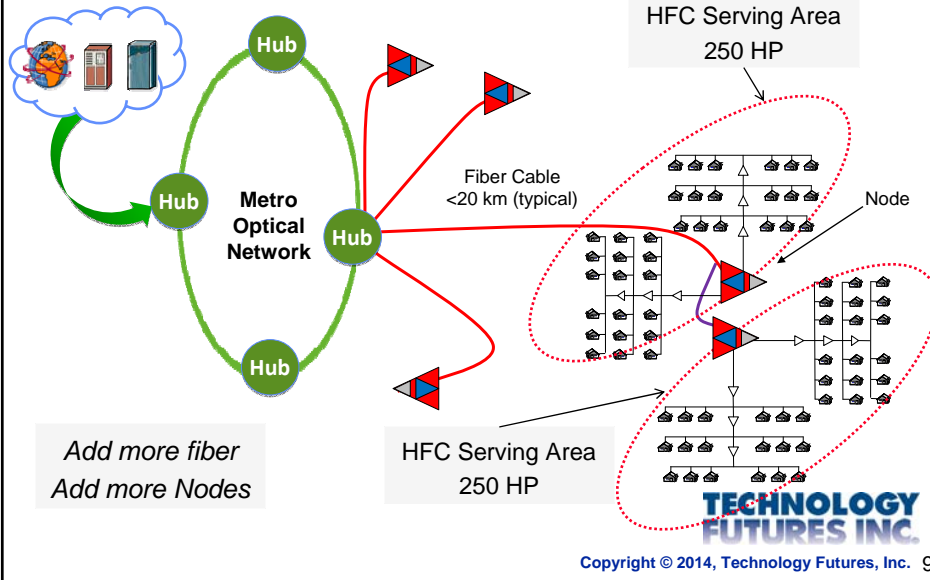 HFC Serving Area
250 HP
Hub
Hub
Metro
Optical
Network
Hub
Hub
Fiber Cable
<20 km (typical)
Node
Add more fiber
Add more Nodes
HFC Serving Area
250 HP
TECHNOLOGY
FUTURES INC.
Copyright © 2014, Technology Futures, Inc. 9